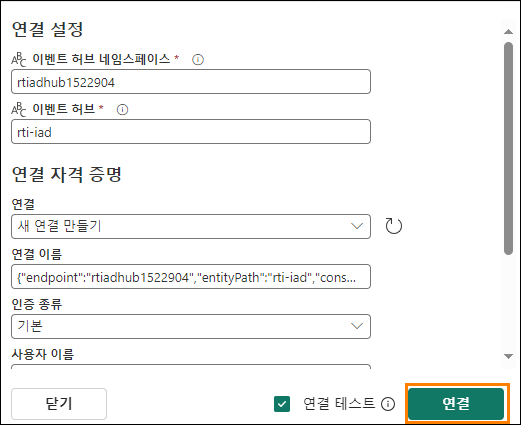 연결 설정
이벤트 허브 네임스페이스 *
rtiadhub1522904
이벤트 허브 *
rti-iad
연결 자격 증명
연결
새 연결 만들기
연결 이름
{"endpoint":"rtiadhub1522904","entityPath":"rti-iad","cons...
인증 종류
기본
사용자 이름
닫기 연결 테스트 연결